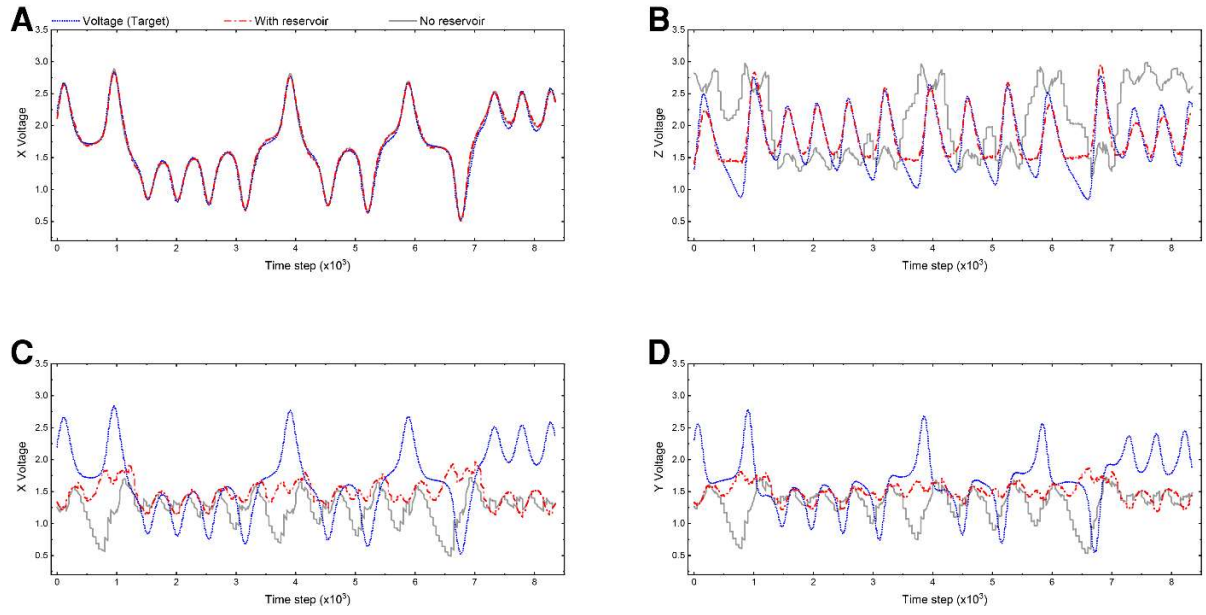 A
Voltage (Target) With reservoir No reservoir
3.5
3.0
2.5
2.0
1.5
1.0
0.5
X Voltage
0 1 2 3 4 5 6 7 8
Time step (x10³)
B
3.5
3.0
2.5
2.0
1.5
1.0
0.5
Z Voltage
0 1 2 3 4 5 6 7 8
Time step (x10³)
C
3.5
3.0
2.5
2.0
1.5
1.0
0.5
X Voltage
0 1 2 3 4 5 6 7 8
Time step (x10³)
D
3.5
3.0
2.5
2.0
1.5
1.0
0.5
Y Voltage
0 1 2 3 4 5 6 7 8
Time step (x10³)